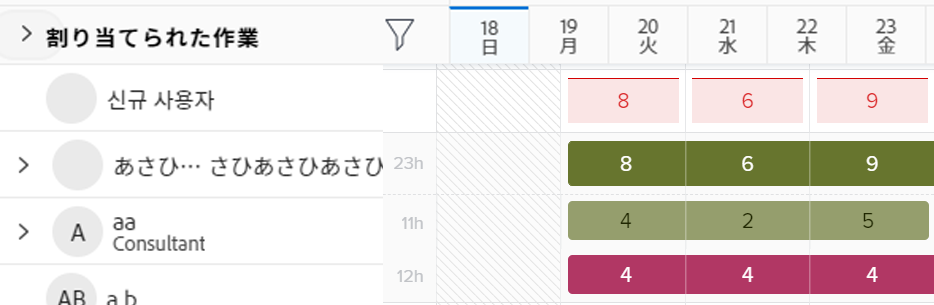 割り当てられた作業
18 19 20 21 22 23
日 月 火 水 木 金
신규 사용자
8 6 9
あさひ… さひあさひあさひ
23h 8 6 9
A aa
Consultant
11h 4 2 5
12h 4 4 4
AB a b